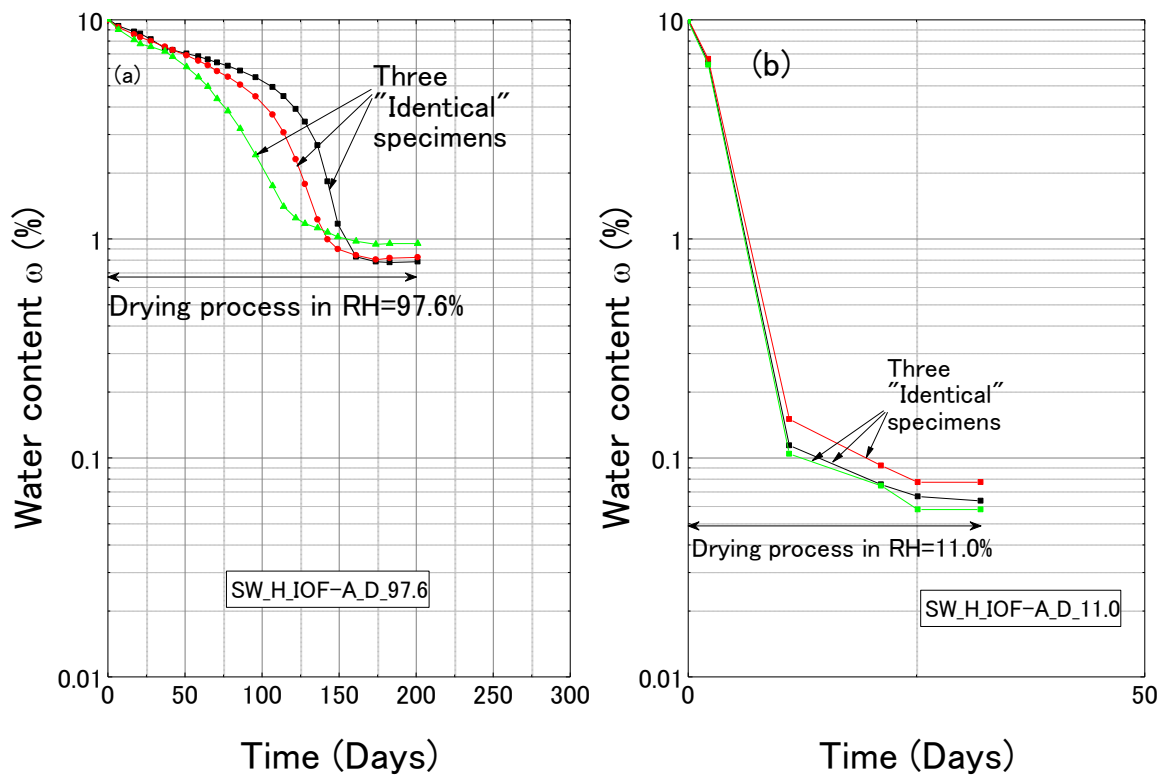 10
1
0.1
0.01
Water content ω (%)
(a)
Three
"Identical"
specimens
Drying process in RH=97.6%
SW_H_IOF-A_D_97.6
0 50 100 150 200 250 300
Time (Days)
10
1
0.1
0.01
Water content ω (%)
(b)
Three
"Identical"
specimens
Drying process in RH=11.0%
SW_H_IOF-A_D_11.0
0 50
Time (Days)